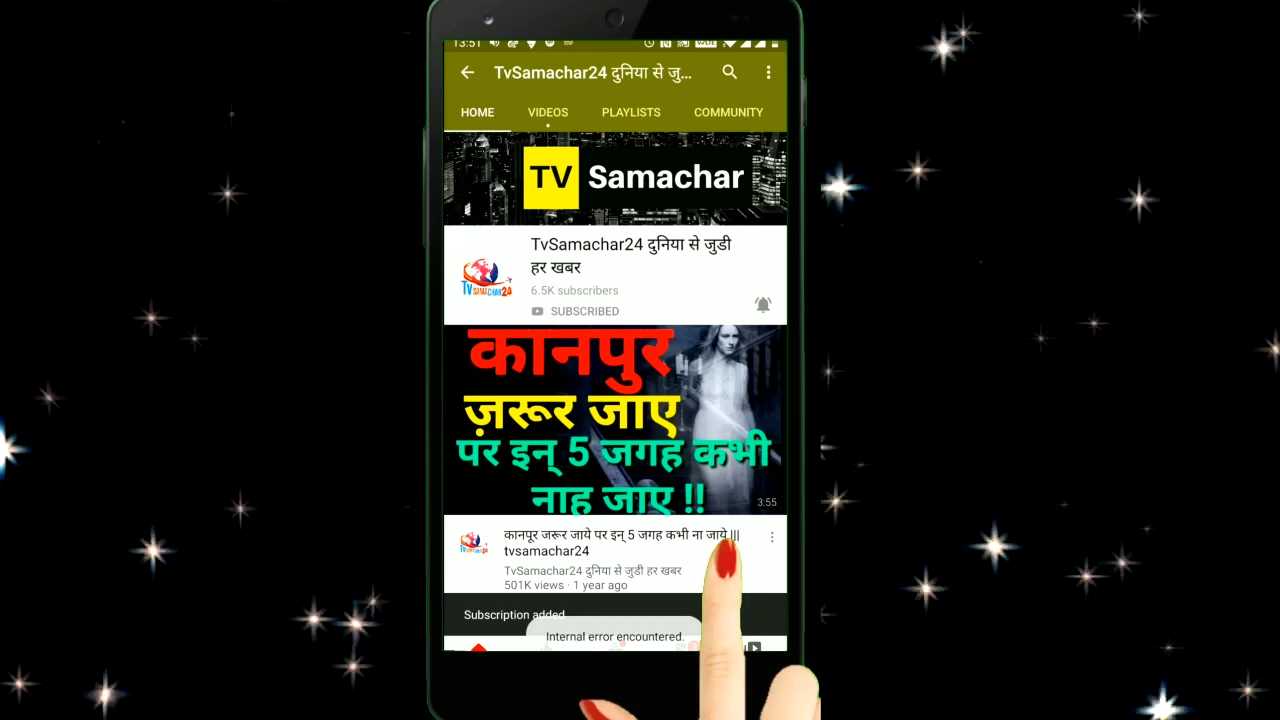 13:51
TvSamachar24 दुनिया से जु...
HOME VIDEOS PLAYLISTS COMMUNITY
TV Samachar
TvSamachar24 दुनिया से जुडी
हर खबर
6.5K subscribers
SUBSCRIBED
TV SAMACHAR24
कानपुर
ज़रूर जाए
पर इन् 5 जगह कभी
नाह जाए !!
3:55
कानपूर जरूर जाये पर इन् 5 जगह कभी ना जाये |||
tvsamachar24
TvSamachar24 दुनिया से जुडी हर खबर
501K views · 1 year ago
Subscription added
Internal error encountered.